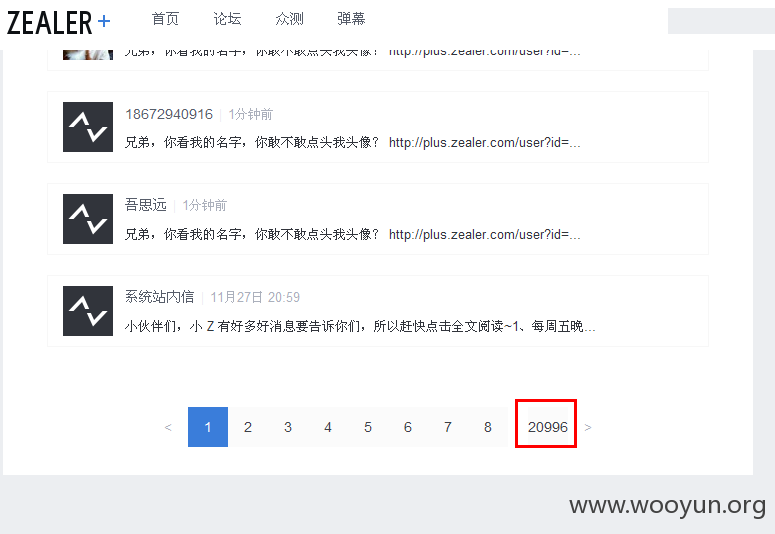 ZEALER+ 首页 论坛 众测 弹幕
兄弟，你看我的名字，你敢不敢点头我头像？ http://plus.zealer.com/user?id=...
18672940916 | 1分钟前
兄弟，你看我的名字，你敢不敢点头我头像？ http://plus.zealer.com/user?id=...
吾思远 | 1分钟前
兄弟，你看我的名字，你敢不敢点头我头像？ http://plus.zealer.com/user?id=...
系统站内信 | 11月27日 20:59
小伙伴们，小 Z 有好多好消息要告诉你们，所以赶快点击全文阅读~1、每周五晚...
< 1 2 3 4 5 6 7 8 20996 >
www.wooyun.org